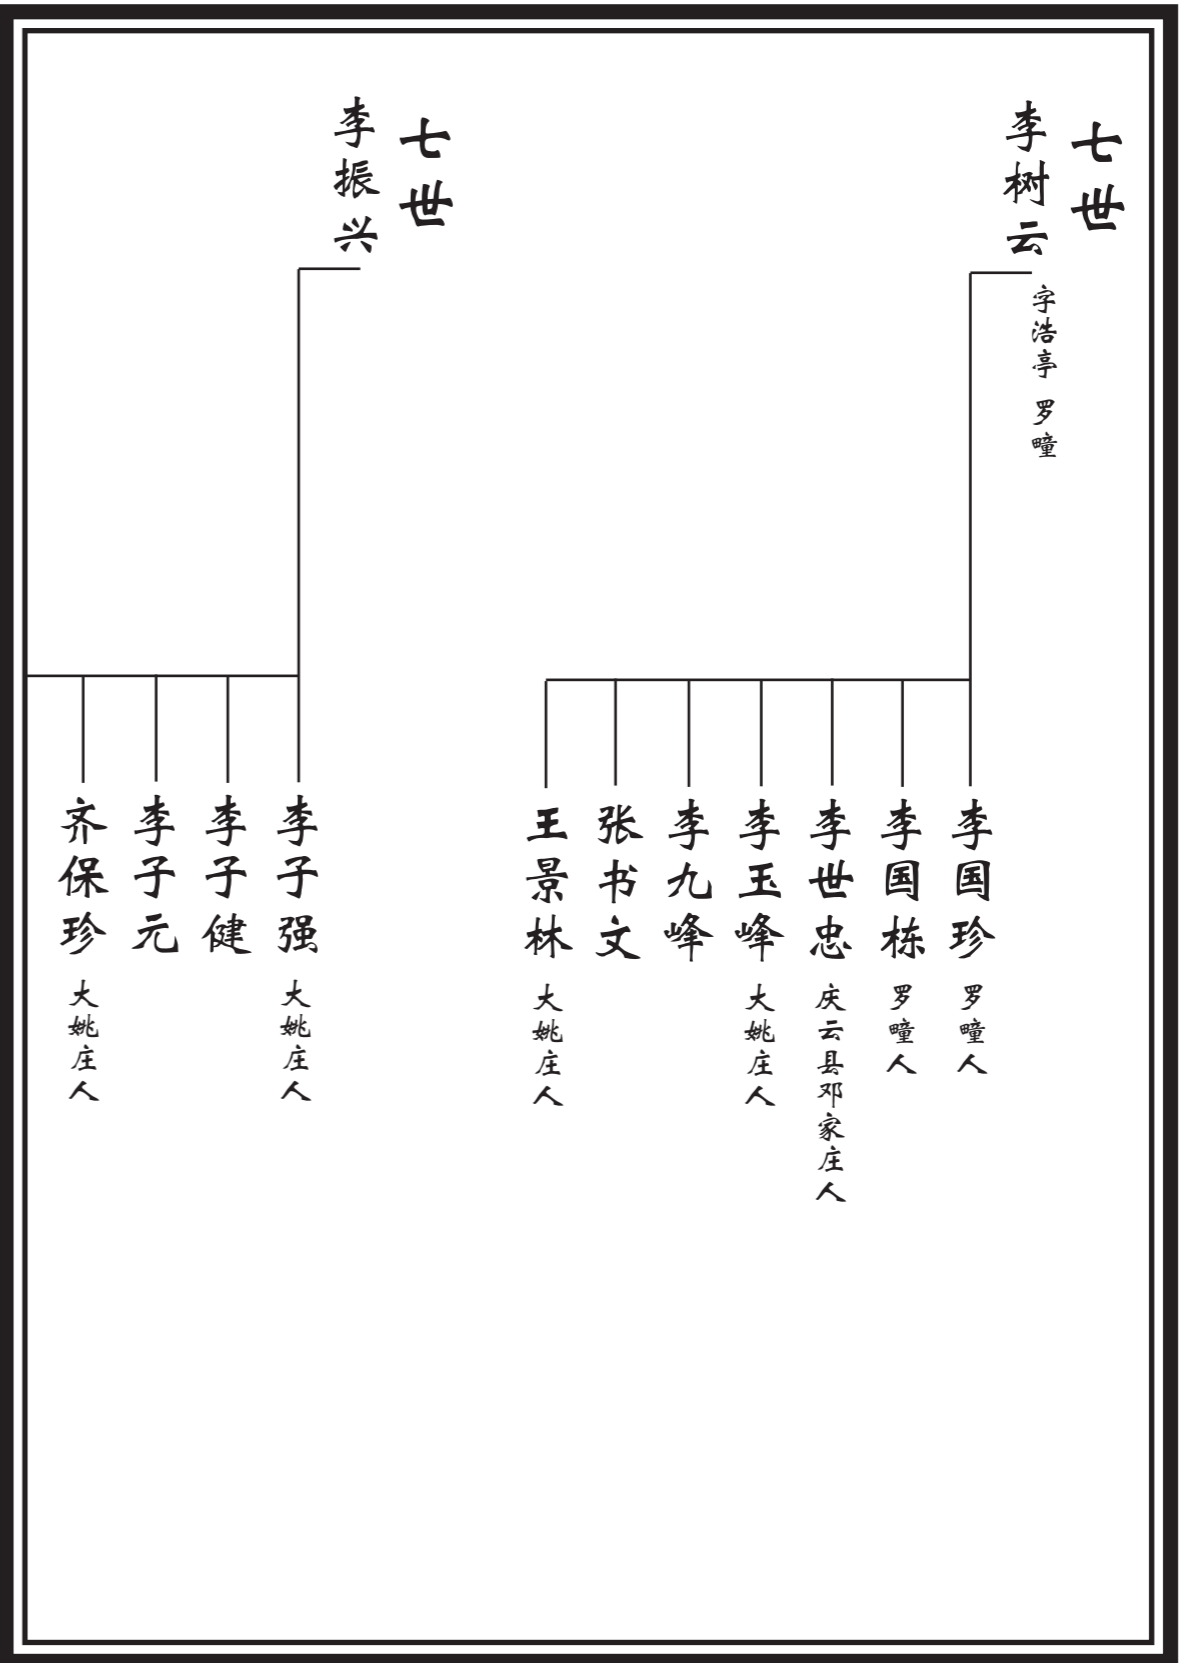 七世
李树云
字浩亭 罗疃
李国珍 罗疃人
李国栋 罗疃人
李世忠 庆云县邓家庄人
李玉峰 大姚庄人
李九峰
张书文
王景林 大姚庄人
七世
李振兴
李子强 大姚庄人
李子健
李子元
齐保珍 大姚庄人